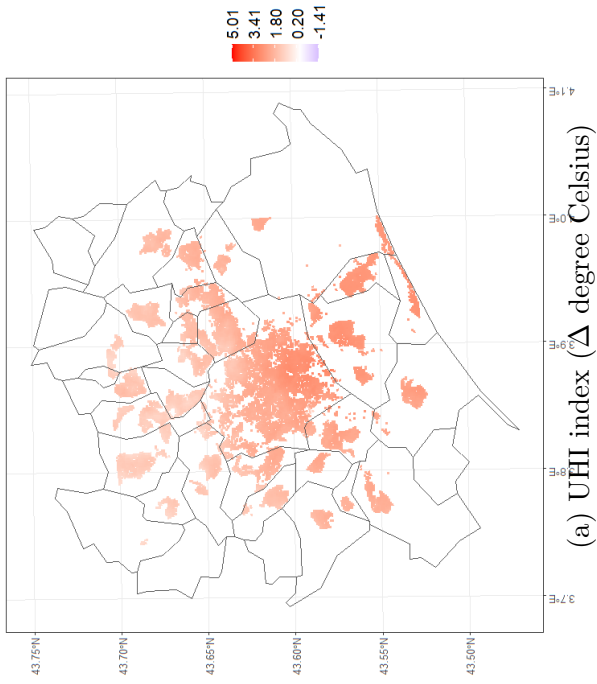 5.01
3.41
1.80
0.20
-1.41
4.1°E
4.0°E
3.9°E
3.8°E
3.7°E
43.75°N
43.70°N
43.65°N
43.60°N
43.55°N
43.50°N
(a) UHI index (Δ degree Celsius)